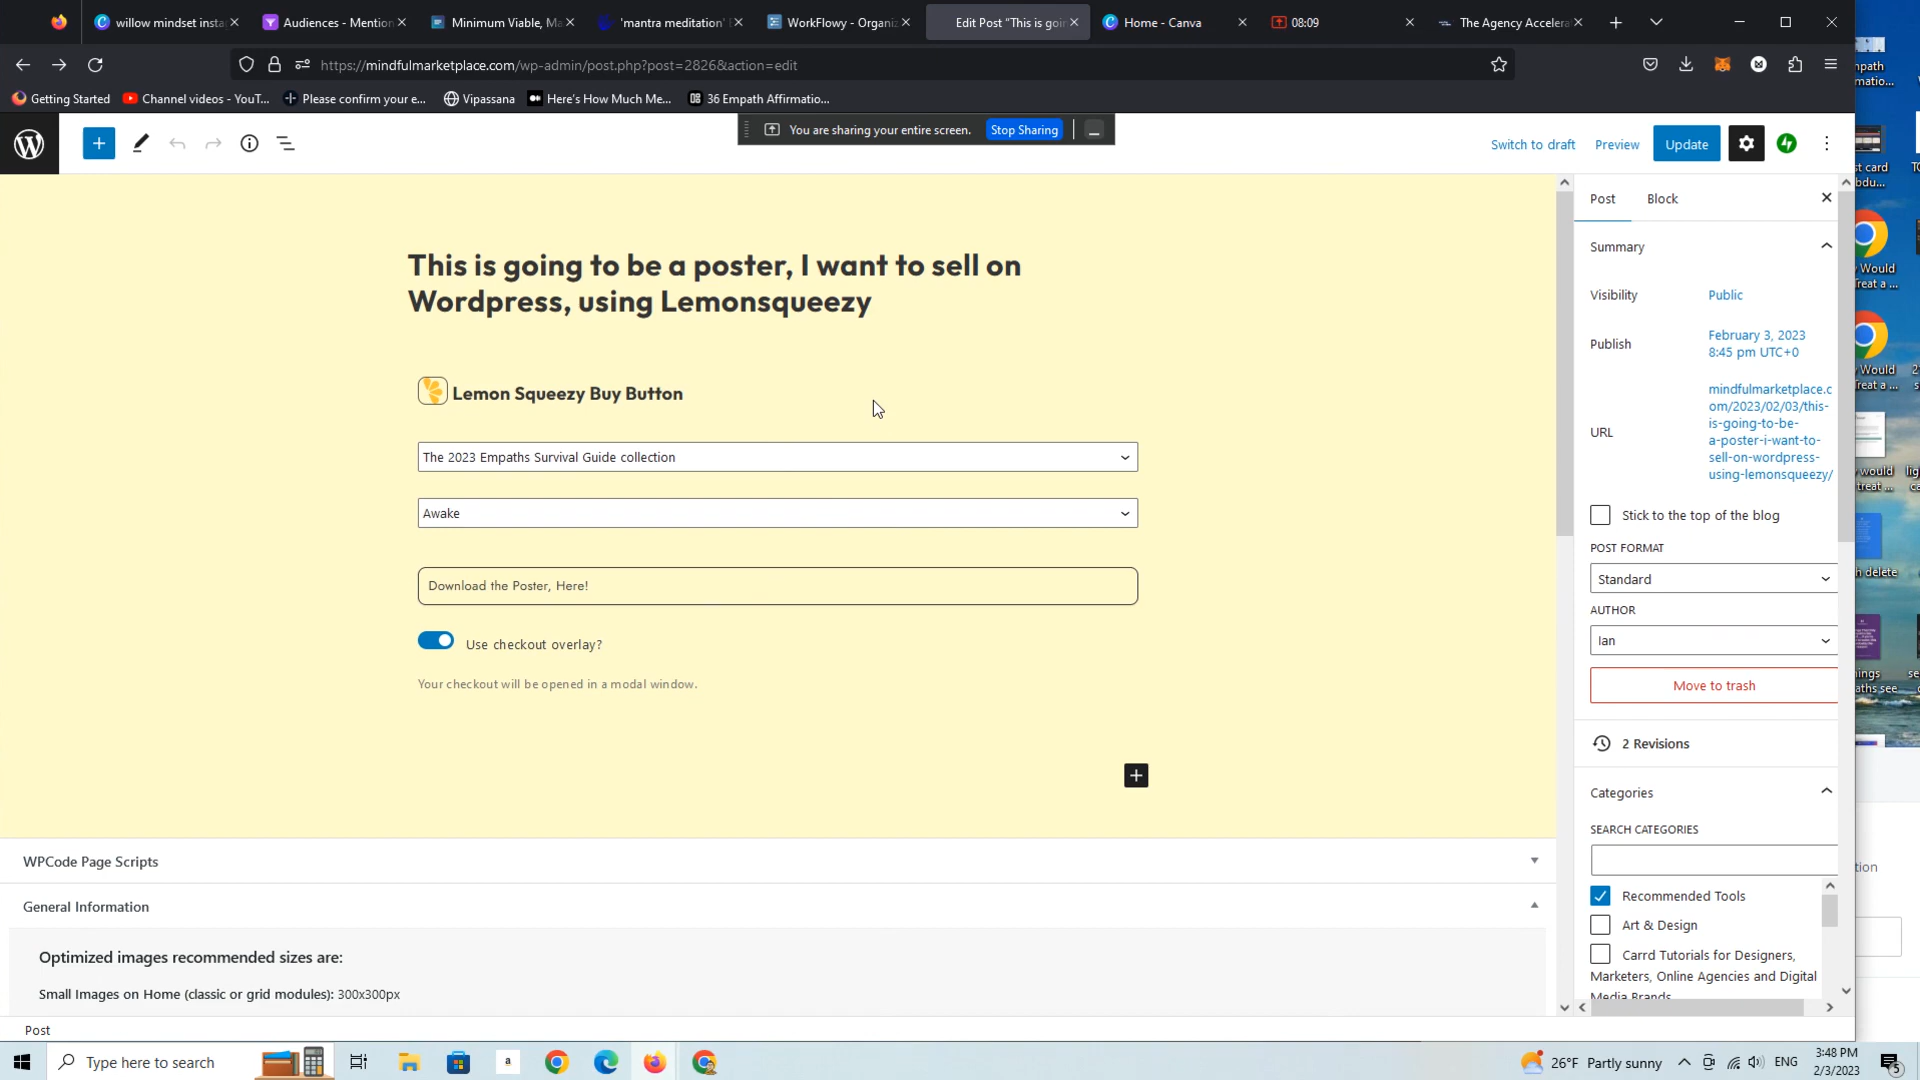 willow mindset insta
Audiences - Mention
Minimum Viable, Ma
'mantra meditation'
WorkFlowy - Organiz
Edit Post "This is goin
Home - Canva
08:09
The Agency Accelera
https://mindfulmarketplace.com/wp-admin/post.php?post=2826&action=edit
Getting Started
Channel videos - YouT...
Please confirm your e...
Vipassana
Here's How Much Me...
36 Empath Affirmatio...
You are sharing your entire screen.
Stop Sharing
Switch to draft
Preview
Update
This is going to be a poster, I want to sell on
Wordpress, using Lemonsqueezy
Lemon Squeezy Buy Button
The 2023 Empaths Survival Guide collection
Awake
Download the Poster, Here!
Use checkout overlay?
Your checkout will be opened in a modal window.
WPCode Page Scripts
General Information
Optimized images recommended sizes are:
Small Images on Home (classic or grid modules): 300x300px
Post
Post
Block
Summary
Visibility
Public
Publish
February 3, 2023
8:45 pm UTC+0
URL
mindfulmarketplace.c
om/2023/02/03/this-
is-going-to-be-
a-poster-i-want-to-
sell-on-wordpress-
using-lemonsqueezy/
Stick to the top of the blog
POST FORMAT
Standard
AUTHOR
Ian
Move to trash
2 Revisions
Categories
SEARCH CATEGORIES
Recommended Tools
Art & Design
Carrd Tutorials for Designers,
Marketers, Online Agencies and Digital
Media Brands
Type here to search
26°F Partly sunny
ENG
3:48 PM
2/3/2023
5